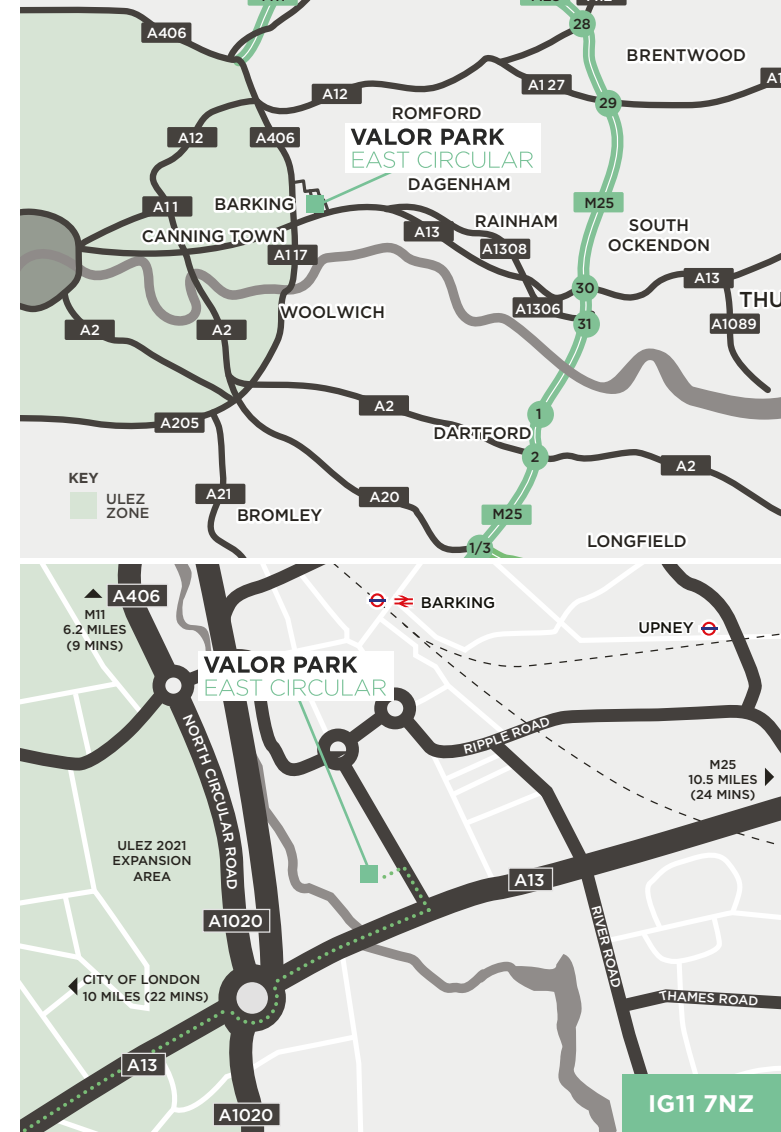 A406
28
BRENTWOOD
A12
A127
29
ROMFORD
A12
A406
VALOR PARK
EAST CIRCULAR
DAGENHAM
A11
BARKING
M25
CANNING TOWN
RAINHAM
SOUTH
OCKENDON
A13
A1308
A117
A13
30
A1306
31
THU
A1089
WOOLWICH
A2
A2
A2
1
A205
DARTFORD
2
A2
KEY
ULEZ
ZONE
A21
A20
BROMLEY
M25
LONGFIELD
1/3
A406
M11
6.2 MILES
(9 MINS)
BARKING
UPNEY
VALOR PARK
EAST CIRCULAR
NORTH CIRCULAR ROAD
RIPPLE ROAD
M25
10.5 MILES
(24 MINS)
ULEZ 2021
EXPANSION
AREA
A13
A1020
RIVER ROAD
CITY OF LONDON
10 MILES (22 MINS)
THAMES ROAD
A13
A1020
IG11 7NZ